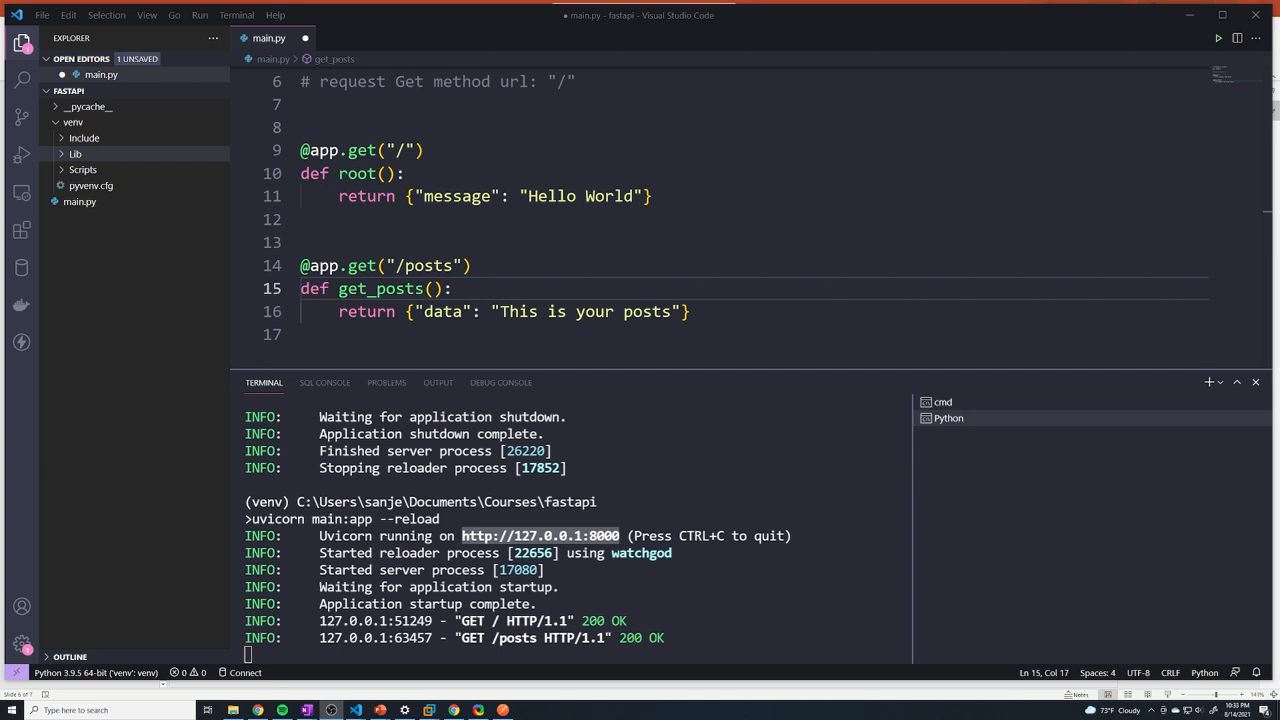 File Edit Selection View Go Run Terminal Help
● main.py - fastapi - Visual Studio Code
EXPLORER
main.py ●
OPEN EDITORS 1 UNSAVED
main.py > get_posts
● main.py
FASTAPI
__pycache__
venv
Include
Lib
Scripts
pyvenv.cfg
main.py
OUTLINE
6 # request Get method url: "/"
7
8
9 @app.get("/")
10 def root():
11 return {"message": "Hello World"}
12
13
14 @app.get("/posts")
15 def get_posts():
16 return {"data": "This is your posts"}
17
TERMINAL SQL CONSOLE PROBLEMS OUTPUT DEBUG CONSOLE
cmd
Python
INFO: Waiting for application shutdown.
INFO: Application shutdown complete.
INFO: Finished server process [26220]
INFO: Stopping reloader process [17852]
(venv) C:\Users\sanje\Documents\Courses\fastapi
>uvicorn main:app --reload
INFO: Uvicorn running on http://127.0.0.1:8000 (Press CTRL+C to quit)
INFO: Started reloader process [22656] using watchgod
INFO: Started server process [17080]
INFO: Waiting for application startup.
INFO: Application startup complete.
INFO: 127.0.0.1:51249 - "GET / HTTP/1.1" 200 OK
INFO: 127.0.0.1:63457 - "GET /posts HTTP/1.1" 200 OK
Python 3.9.5 64-bit ('venv': venv) 0 0 Connect Ln 15, Col 17 Spaces: 4 UTF-8 CRLF Python
Slide 6 of 7 Notes 141%
Type here to search 73°F Cloudy 10:33 PM
8/14/2021